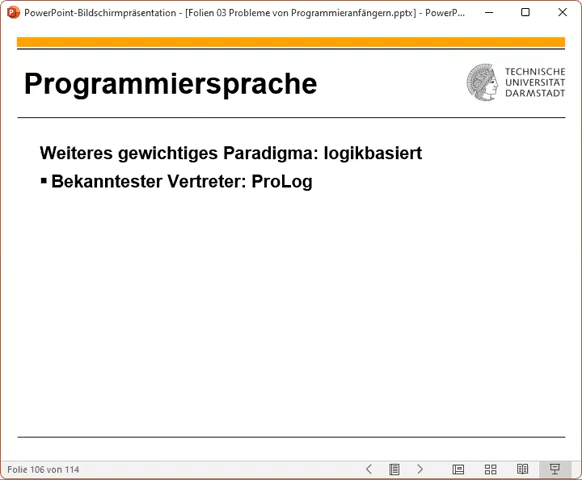 PowerPoint-Bildschirmpräsentation - [Folien 03 Probleme von Programmieranfängern.pptx] - PowerP...
Programmiersprache
TECHNISCHE
UNIVERSITÄT
DARMSTADT
Weiteres gewichtiges Paradigma: logikbasiert
▪ Bekanntester Vertreter: ProLog
Folie 106 von 114